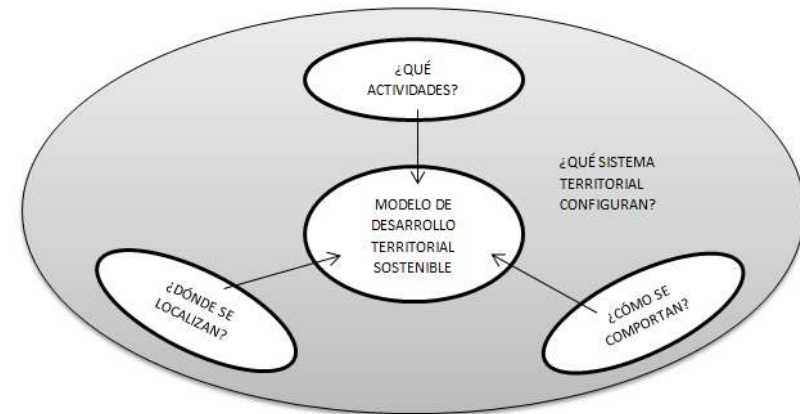 ¿QUÉ
ACTIVIDADES?
¿QUÉ SISTEMA
TERRITORIAL
CONFIGURAN?
MODELO DE
DESARROLLO
TERRITORIAL
SOSTENIBLE
¿DÓNDE SE
LOCALIZAN?
¿CÓMO SE
COMPORTAN?